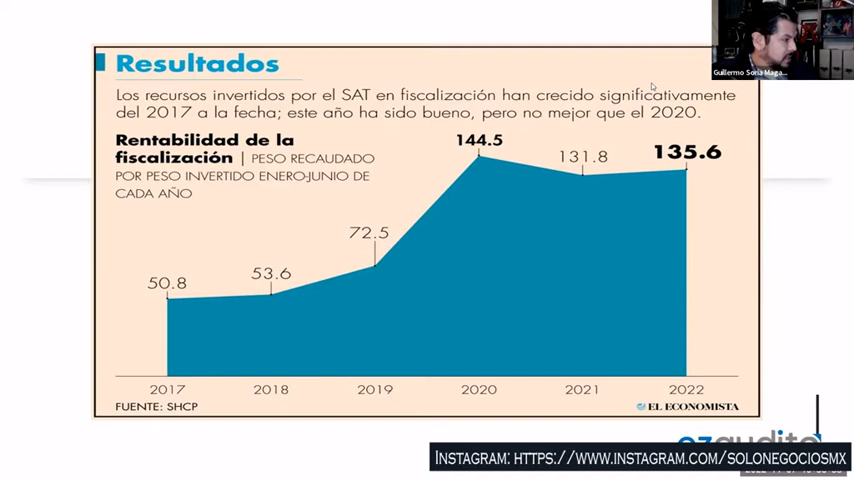 Guillermo Soria Maga...
Resultados
Los recursos invertidos por el SAT en fiscalización han crecido significativamente
del 2017 a la fecha; este año ha sido bueno, pero no mejor que el 2020.
Rentabilidad de la
fiscalización | PESO RECAUDADO
POR PESO INVERTIDO ENERO-JUNIO DE
CADA AÑO
50.8
53.6
72.5
144.5
131.8
135.6
2017 2018 2019 2020 2021 2022
FUENTE: SHCP
EL ECONOMISTA
INSTAGRAM: HTTPS://WWW.INSTAGRAM.COM/SOLONEGOCIOSMX